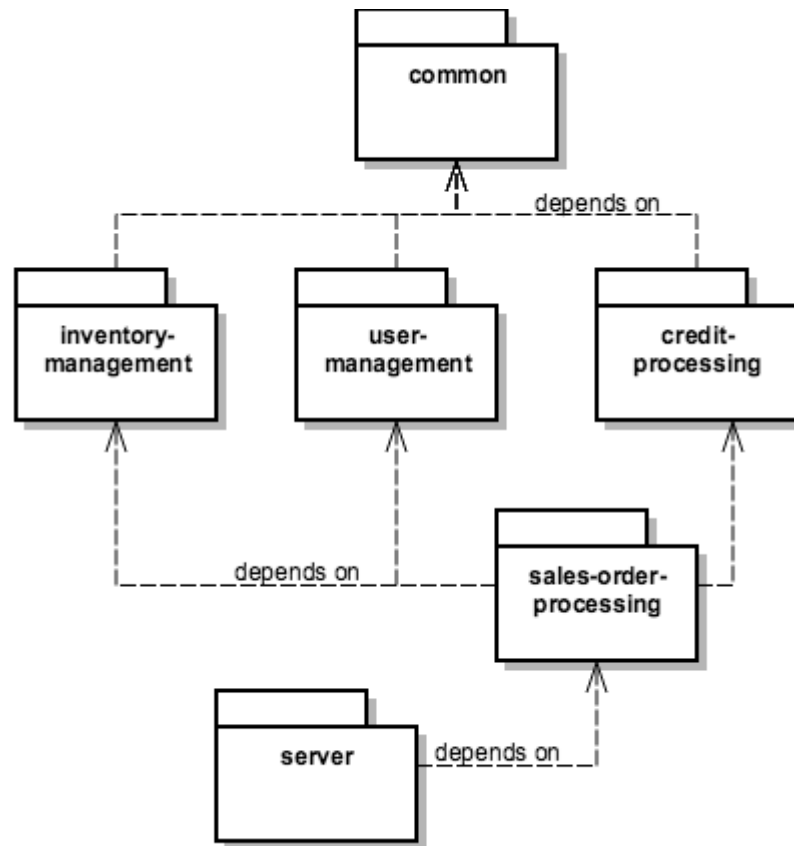 common
depends on
inventory-
management
user-
management
credit-
processing
depends on
sales-order-
processing
server
depends on